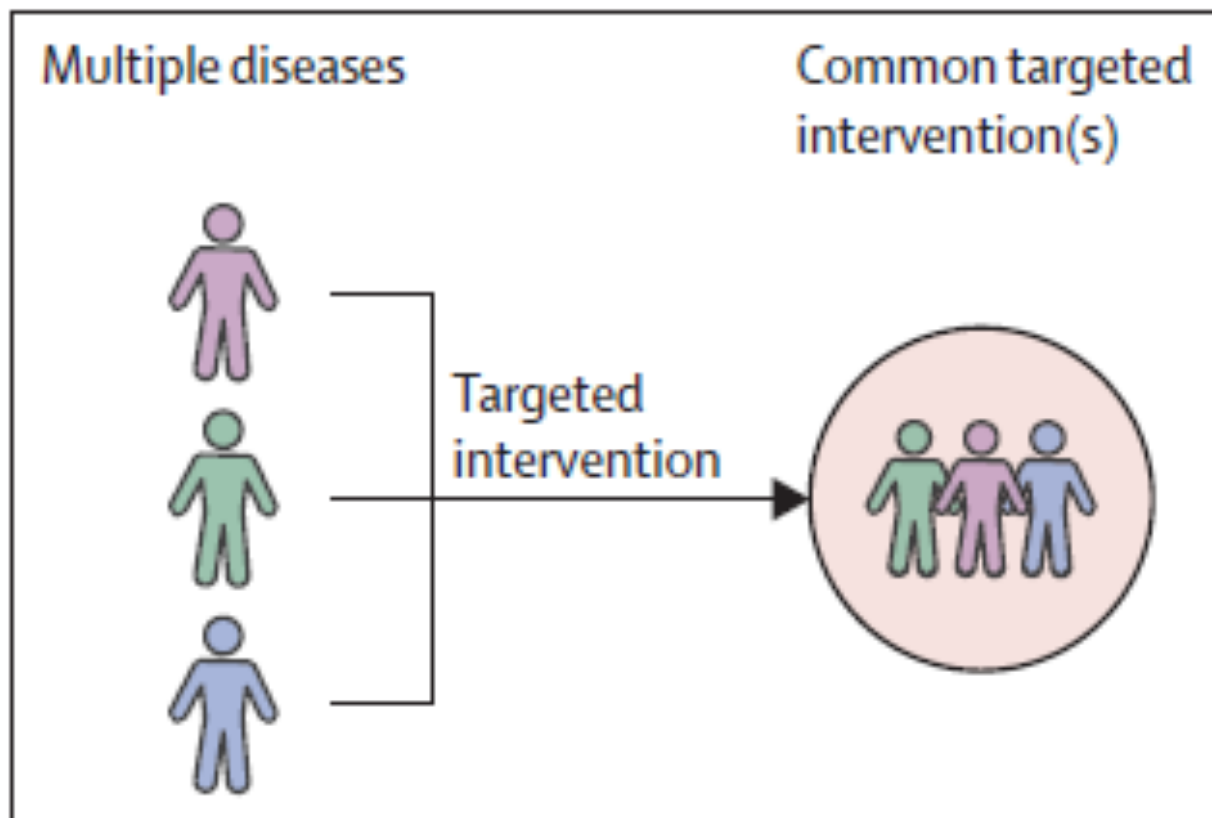 Multiple diseases
Common targeted
intervention(s)
Targeted
intervention